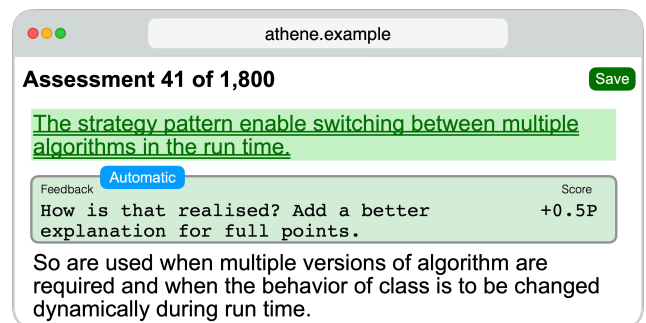 athene.example
Assessment 41 of 1,800
Save
The strategy pattern enable switching between multiple
algorithms in the run time.
Automatic
Feedback
Score
How is that realised? Add a better
+0.5P
explanation for full points.
So are used when multiple versions of algorithm are
required and when the behavior of class is to be changed
dynamically during run time.